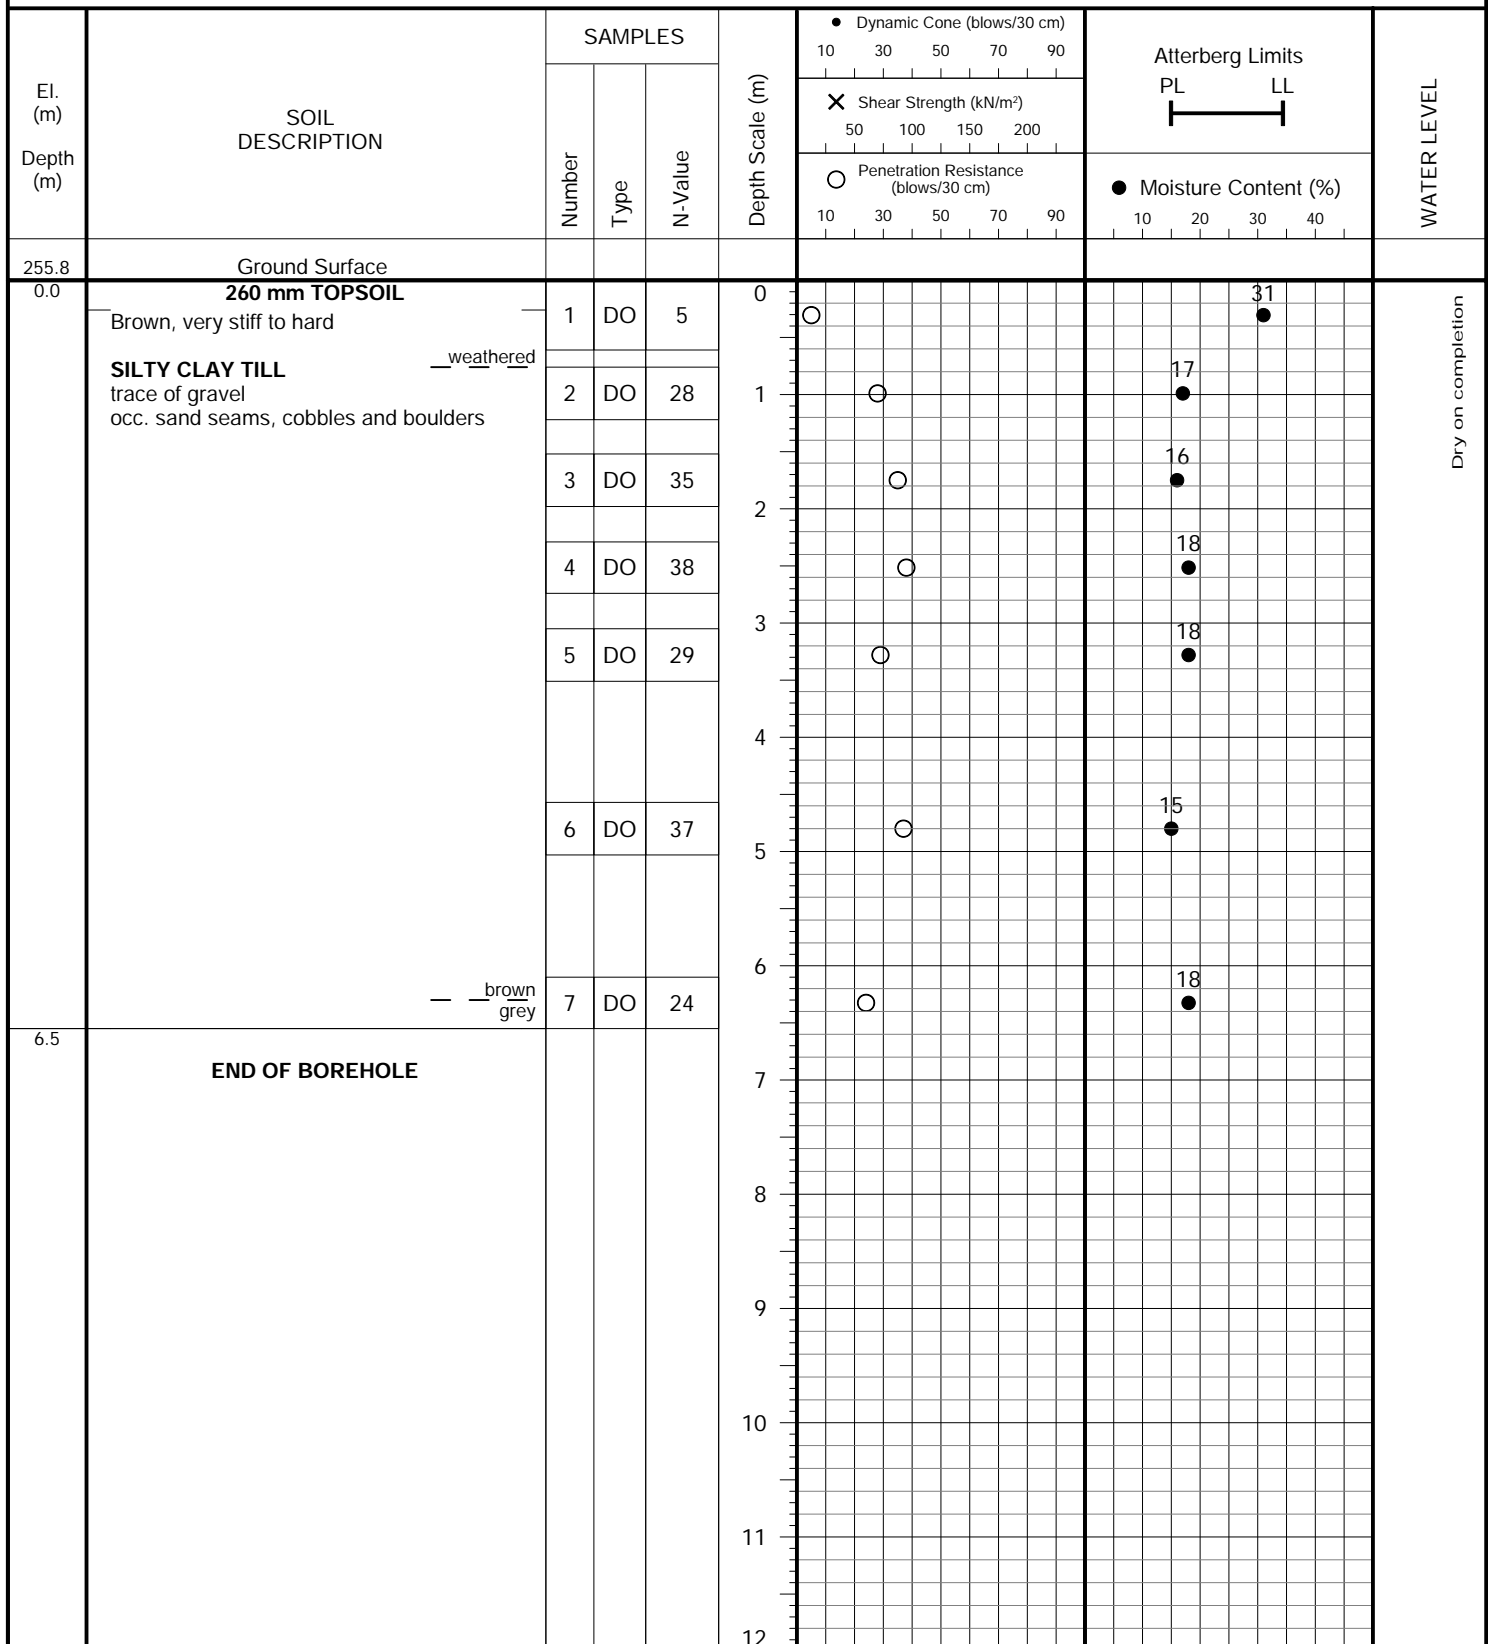 El.
(m)
Depth
(m)
SOIL
DESCRIPTION
SAMPLES
Number
Type
N-Value
Depth Scale (m)
● Dynamic Cone (blows/30 cm)
10 30 50 70 90
✕ Shear Strength (kN/m²)
50 100 150 200
○ Penetration Resistance
(blows/30 cm)
10 30 50 70 90
Atterberg Limits
PL LL
● Moisture Content (%)
10 20 30 40
WATER LEVEL
255.8 Ground Surface
0.0 260 mm TOPSOIL
Brown, very stiff to hard
weathered
SILTY CLAY TILL
trace of gravel
occ. sand seams, cobbles and boulders
1 DO 5
2 DO 28
3 DO 35
4 DO 38
5 DO 29
6 DO 37
brown
grey
7 DO 24
6.5
END OF BOREHOLE
0
1
2
3
4
5
6
7
8
9
10
11
12
31
17
16
18
18
15
18
Dry on completion